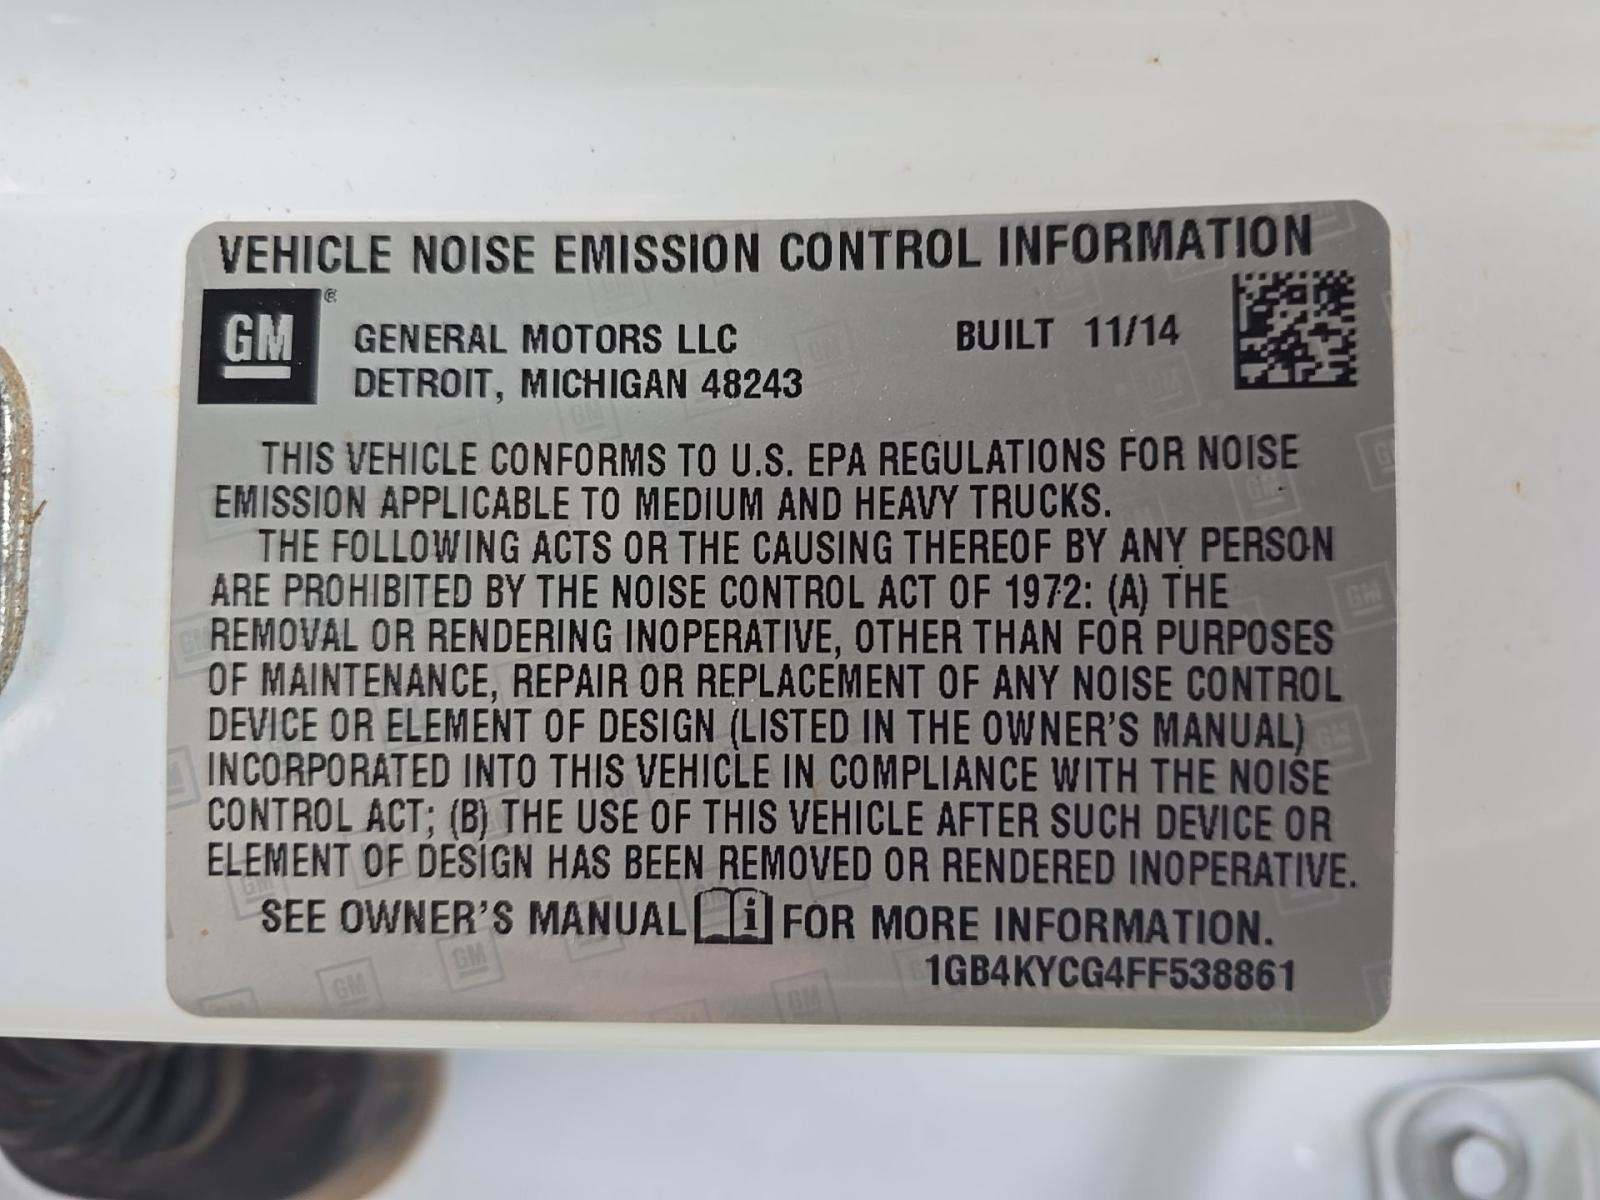 VEHICLE NOISE EMISSION CONTROL INFORMATION
GM®
GENERAL MOTORS LLC BUILT 11/14
DETROIT, MICHIGAN 48243
THIS VEHICLE CONFORMS TO U.S. EPA REGULATIONS FOR NOISE
EMISSION APPLICABLE TO MEDIUM AND HEAVY TRUCKS.
THE FOLLOWING ACTS OR THE CAUSING THEREOF BY ANY PERSON
ARE PROHIBITED BY THE NOISE CONTROL ACT OF 1972: (A) THE
REMOVAL OR RENDERING INOPERATIVE, OTHER THAN FOR PURPOSES
OF MAINTENANCE, REPAIR OR REPLACEMENT OF ANY NOISE CONTROL
DEVICE OR ELEMENT OF DESIGN (LISTED IN THE OWNER'S MANUAL)
INCORPORATED INTO THIS VEHICLE IN COMPLIANCE WITH THE NOISE
CONTROL ACT; (B) THE USE OF THIS VEHICLE AFTER SUCH DEVICE OR
ELEMENT OF DESIGN HAS BEEN REMOVED OR RENDERED INOPERATIVE.
SEE OWNER'S MANUAL i FOR MORE INFORMATION.
1GB4KYCG4FF538861